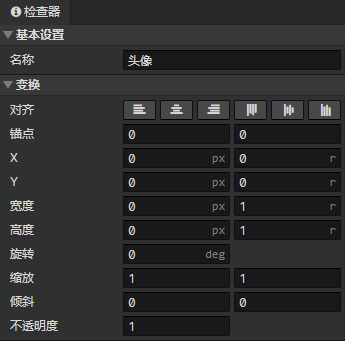 检查器
基本设置
名称 头像
变换
对齐
锚点 0 0
X 0 px 0 r
Y 0 px 0 r
宽度 0 px 1 r
高度 0 px 1 r
旋转 0 deg
缩放 1 1
倾斜 0 0
不透明度 1